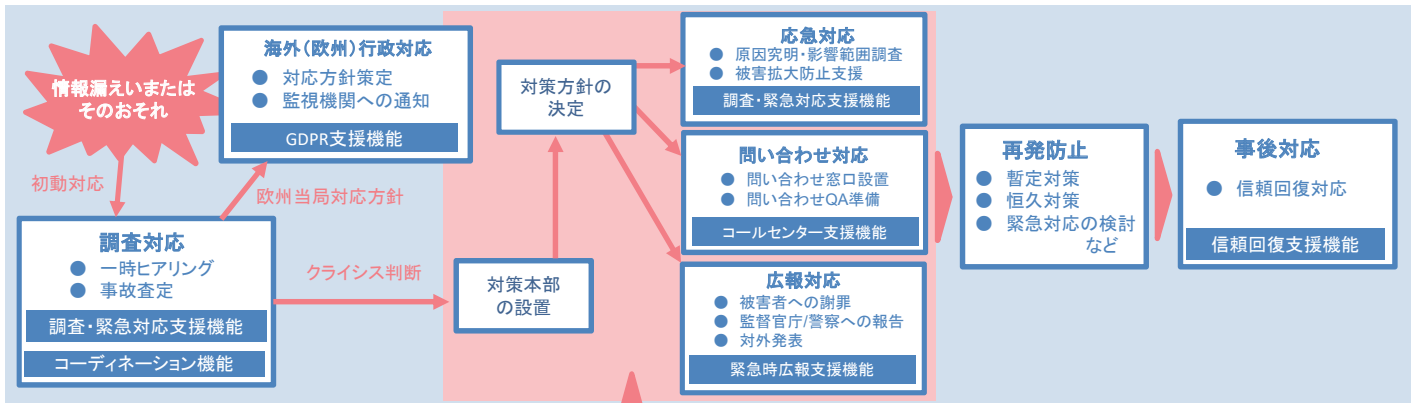 情報漏えいまたは
そのおそれ
初動対応
海外（欧州）行政対応
● 対応方針策定
● 監視機関への通知
GDPR支援機能
欧州当局対応方針
調査対応
● 一時ヒアリング
● 事故査定
調査・緊急対応支援機能
コーディネーション機能
クライシス判断
対策本部
の設置
対策方針の
決定
応急対応
● 原因究明・影響範囲調査
● 被害拡大防止支援
調査・緊急対応支援機能
問い合わせ対応
● 問い合わせ窓口設置
● 問い合わせQA準備
コールセンター支援機能
広報対応
● 被害者への謝罪
● 監督官庁/警察への報告
● 対外発表
緊急時広報支援機能
再発防止
● 暫定対策
● 恒久対策
● 緊急対応の検討
など
事後対応
● 信頼回復対応
信頼回復支援機能